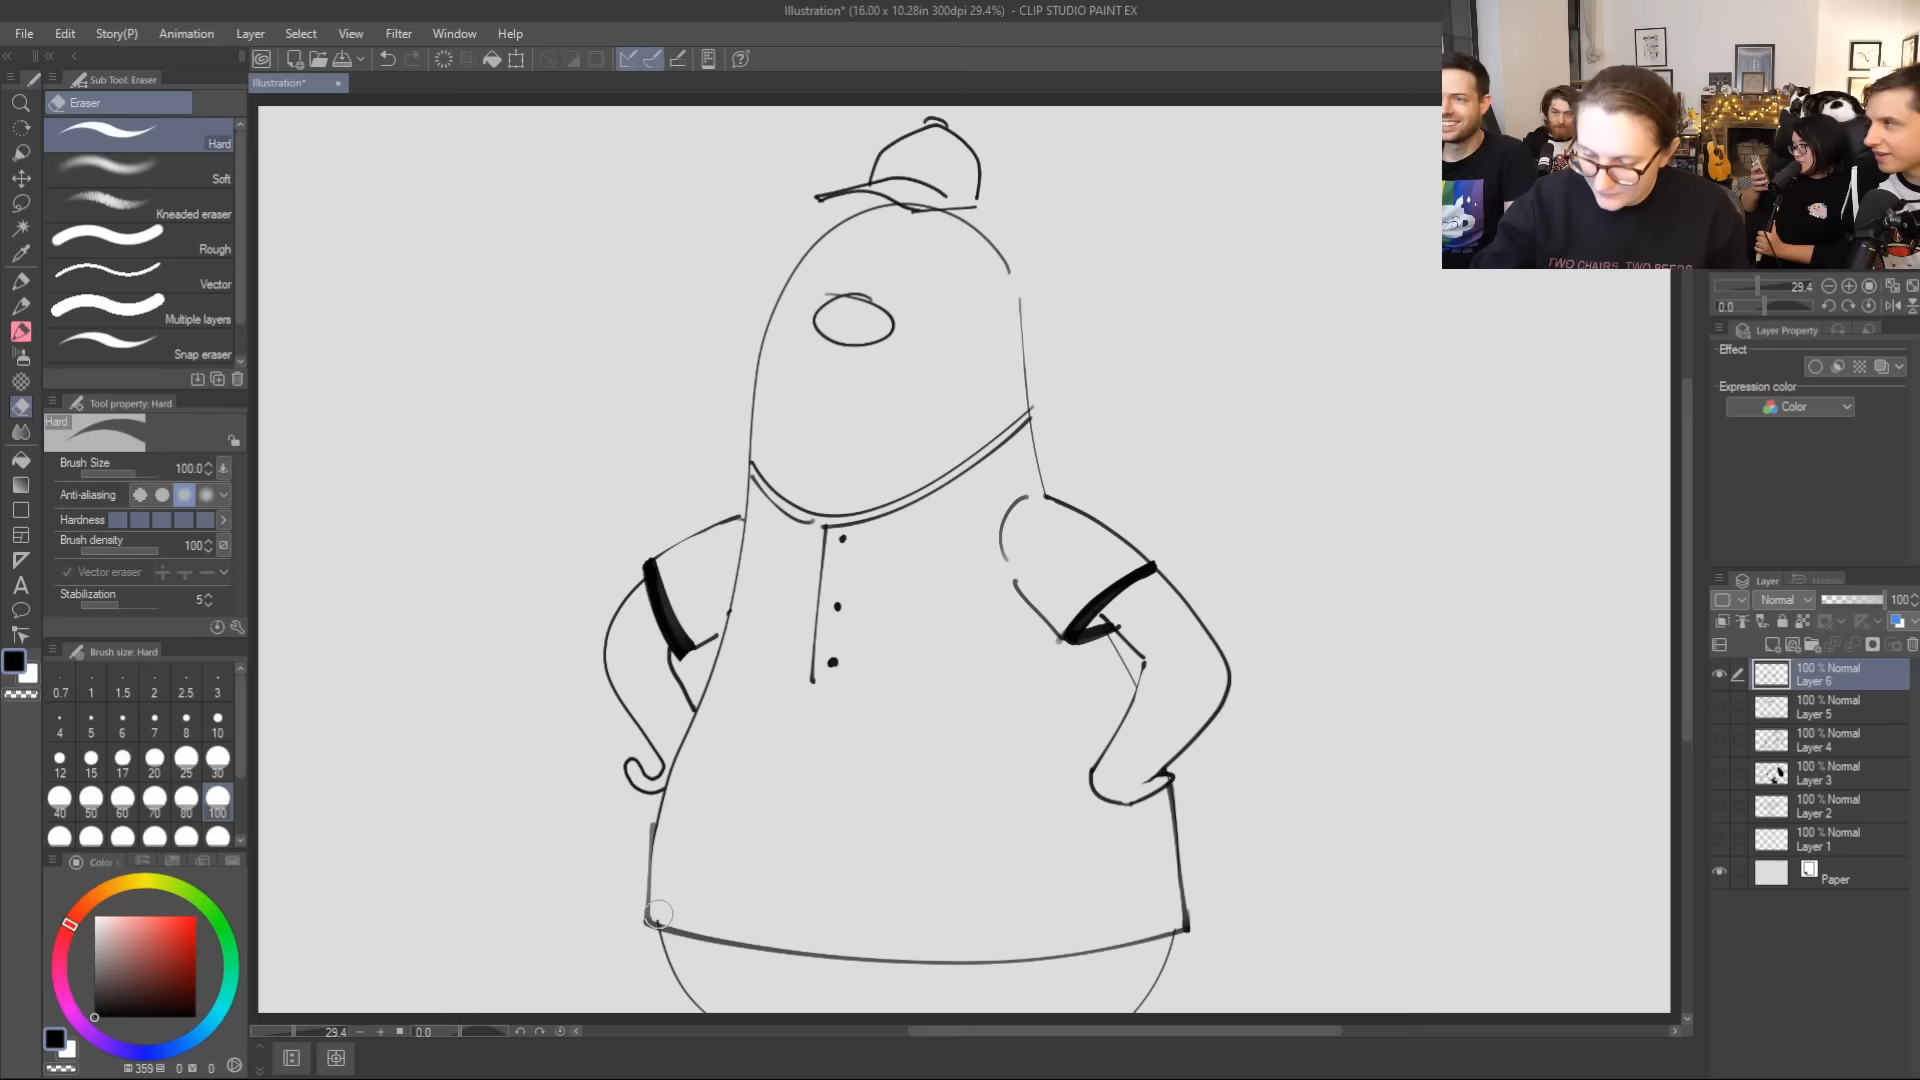 Illustration* (16.00 x 10.28in 300dpi 29.4%) - CLIP STUDIO PAINT EX
File Edit Story(P) Animation Layer Select View Filter Window Help
Sub Tool: Eraser
Illustration*
Eraser
Hard
Soft
Kneaded eraser
Rough
Vector
Multiple layers
Snap eraser
Tool property: Hard
Hard
Brush Size 100.0
Anti-aliasing
Hardness
Brush density 100
Vector eraser
Stabilization 5
Brush size: Hard
0.7 1 1.5 2 2.5 3
4 5 6 7 8 10
12 15 17 20 25 30
40 50 60 70 80 100
Color
359 0 0
29.4 0.0
TWO CHAIRS, TWO BEERS
29.4
0.0
Layer Property
Effect
Expression color
Color
Layer History
Normal 100
100 % Normal
Layer 6
100 % Normal
Layer 5
100 % Normal
Layer 4
100 % Normal
Layer 3
100 % Normal
Layer 2
100 % Normal
Layer 1
Paper